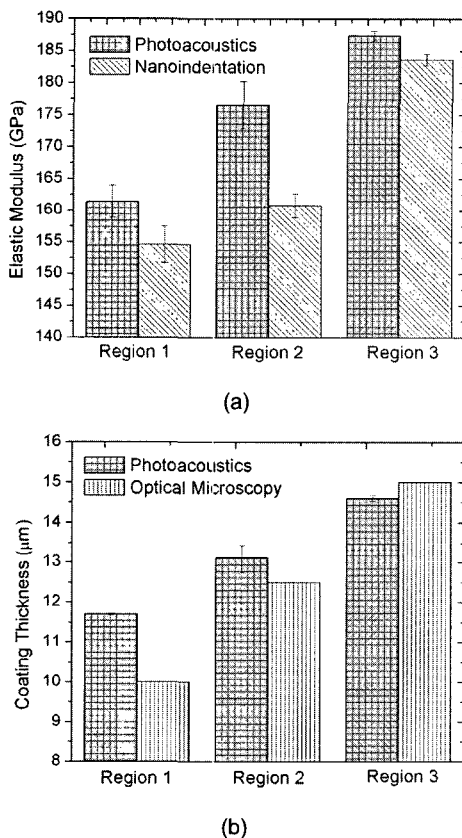 190
185
180
175
170
165
160
155
150
145
140
Elastic Modulus (GPa)
Photoacoustics
Nanoindentation
Region 1
Region 2
Region 3
(a)
16
15
14
13
12
11
10
9
8
Coating Thickness (μm)
Photoacoustics
Optical Microscopy
Region 1
Region 2
Region 3
(b)